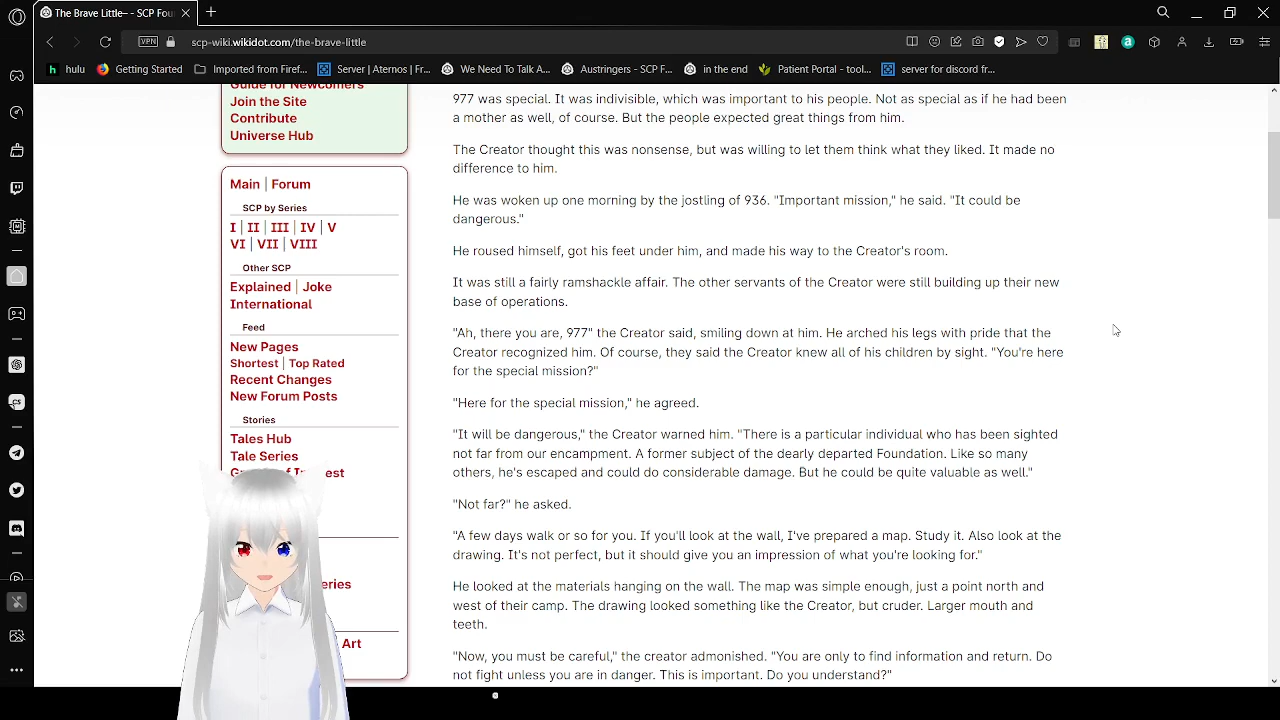 The Brave Little– - SCP Fou
scp-wiki.wikidot.com/the-brave-little
VPN
hulu
Getting Started
Imported from Firef...
Server | Aternos | Fr...
We Need To Talk A...
Austringers - SCP F...
in the end
Patient Portal - tool...
server for discord fr...
Guide for Newcomers
Join the Site
Contribute
Universe Hub
Main | Forum
SCP by Series
I | II | III | IV | V
VI | VII | VIII
Other SCP
Explained | Joke
International
Feed
New Pages
Shortest | Top Rated
Recent Changes
New Forum Posts
Stories
Tales Hub
Tale Series
eries
Art
977 was special. It was indivisible, which was important to his people. Not as special as if he had been
a mother as well, of course. But the people expected great things from him.
The Creator thought this was nonsense, but was willing to let them think what they liked. It made no
difference to him.
He was woken up one morning by the jostling of 936. "Important mission," he said. "It could be
dangerous."
He roused himself, got his feet under him, and made his way to the Creator's room.
It was still a fairly ramshackle affair. The other servants of the Creator were still building up their new
base of operations.
"Ah, there you are, 977" the Creator said, smiling down at him. He arched his legs with pride that the
Creator recognized him. Of course, they said the Creator knew all of his children by sight. "You're here
for the special mission?"
"Here for the special mission," he agreed.
"It will be dangerous," the Creator warned him. "There is a particular individual who has been sighted
not far from our encampment. A former subject of the dearly departed Foundation. Like so many
others, he's escaped and could do considerable damage. But he could be quite valuable as well."
"Not far?" he asked.
"A few days walk or so for you. If you'll look at the wall, I've prepared a map. Study it. Also look at the
drawing. It's not perfect, but it should give you an impression of what you're looking for."
He looked at the materials hanging on the wall. The map was simple enough, just a point north and
west of their camp. The drawing looked something like the Creator, but cruder. Larger mouth and
teeth.
"Now, you must be careful," the creator admonished. "You are only to find information and return. Do
not fight unless you are in danger. This is important. Do you understand?"